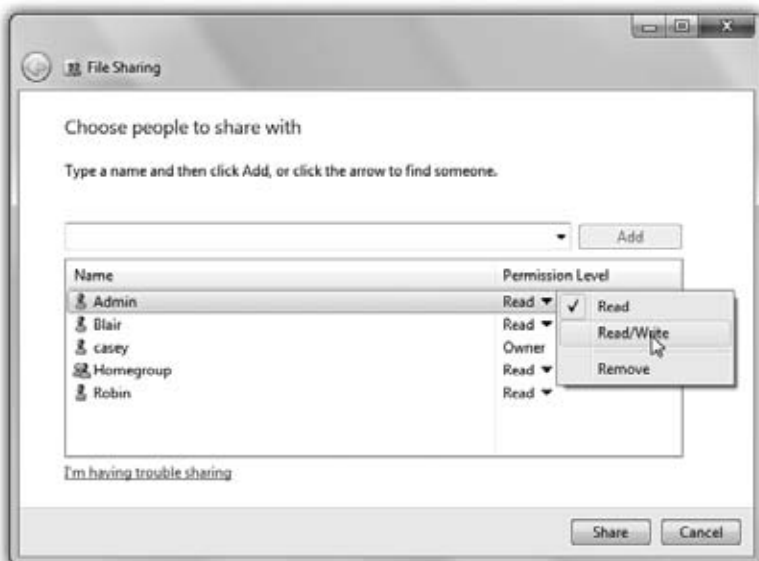 File Sharing
Choose people to share with
Type a name and then click Add, or click the arrow to find someone.
Add
Name Permission Level
Admin Read
Blair Read
casey Owner
Homegroup Read
Robin Read
Read
Read/Write
Remove
I'm having trouble sharing
Share Cancel